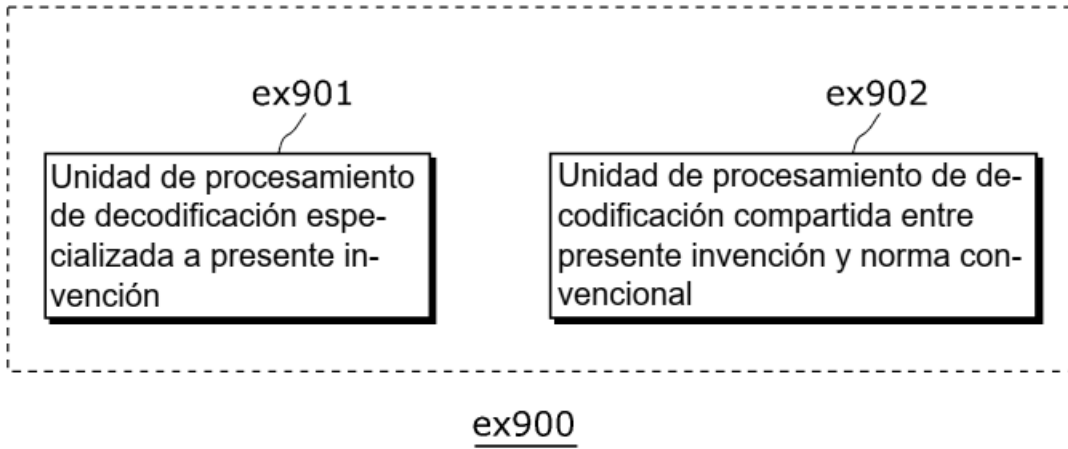 ex901
ex902
Unidad de procesamiento
de decodificación espe-
cializada a presente in-
vención
Unidad de procesamiento de de-
codificación compartida entre
presente invención y norma con-
vencional
ex900